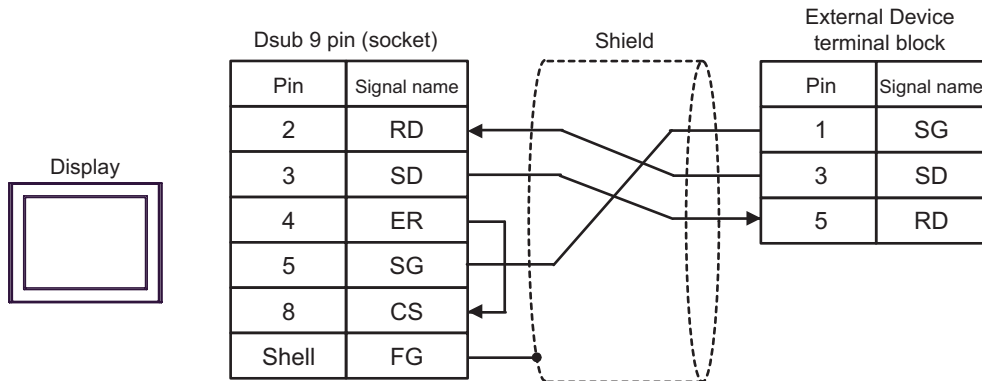 External Device
terminal block
Dsub 9 pin (socket)
Shield
Pin Signal name
Pin Signal name
2 RD
1 SG
3 SD
3 SD
Display
4 ER
5 RD
5 SG
8 CS
Shell FG